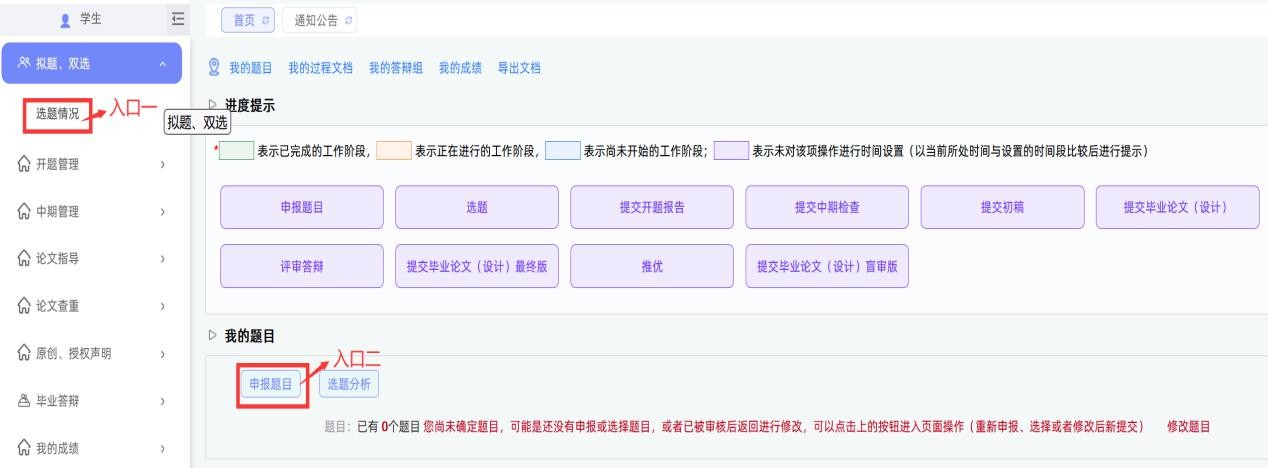 学生
首页 通知公告
拟题、双选
我的题目 我的过程文档 我的答辩组 我的成绩 导出文档
选题情况 入口一
拟题、双选
进度提示
* 表示已完成的工作阶段, 表示正在进行的工作阶段, 表示尚未开始的工作阶段; 表示未对该项操作进行时间设置（以当前所处时间与设置的时间段比较后进行提示）
开题管理
中期管理
论文指导
论文查重
原创、授权声明
毕业答辩
我的成绩
申报题目 选题 提交开题报告 提交中期检查 提交初稿 提交毕业论文（设计）
评审答辩 提交毕业论文（设计）最终版 推优 提交毕业论文（设计）盲审版
我的题目
入口二
申报题目 选题分析
题目：已有 0个题目 您尚未确定题目，可能是还没有申报或选择题目，或者已被审核后返回进行修改，可以点击上的按钮进入页面操作（重新申报、选择或者修改后新提交） 修改题目